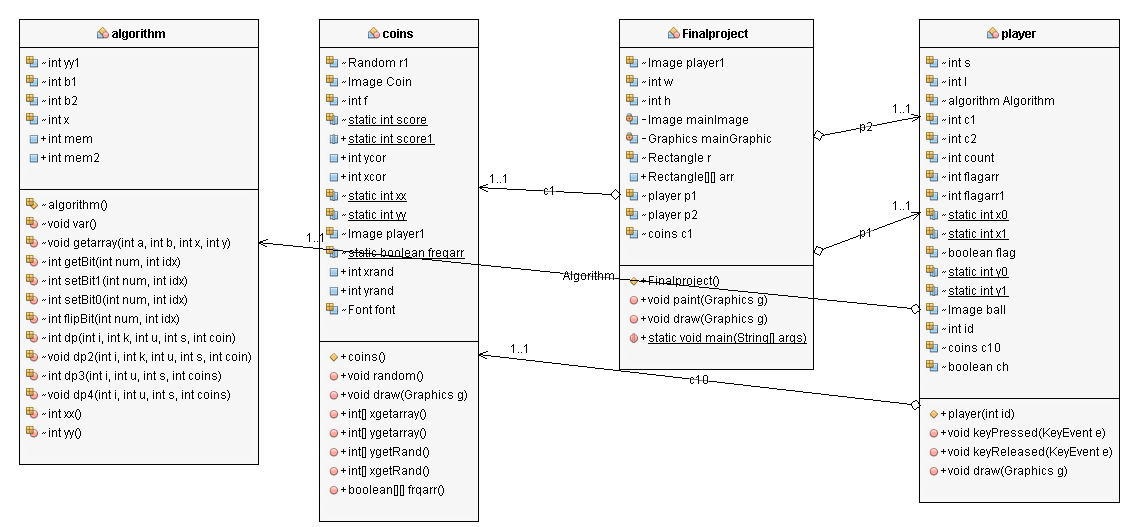 algorithm
~int yy1
~int b1
~int b2
~int x
+int mem
+int mem2
~algorithm()
~void var()
~void getarray(int a, int b, int x, int y)
~int getBit(int num, int idx)
~int setBit1(int num, int idx)
~int setBit0(int num, int idx)
~int flipBit(int num, int idx)
~int dp(int i, int k, int u, int s, int coin)
~void dp2(int i, int k, int u, int s, int coin)
~int dp3(int i, int u, int s, int coins)
~void dp4(int i, int u, int s, int coins)
~int xx()
~int yy()
coins
~Random r1
~Image Coin
~int f
~static int score
+static int score1
+int ycor
+int xcor
~static int xx
~static int yy
~Image player1
~static boolean freqarr
+int xrand
+int yrand
~Font font
+coins()
+void random()
+void draw(Graphics g)
+int[] xgetarray()
+int[] ygetarray()
+int[] ygetRand()
+int[] xgetRand()
+boolean[][] frqarr()
Finalproject
~Image player1
~int w
~int h
-Image mainImage
-Graphics mainGraphic
~Rectangle r
+Rectangle[][] arr
~player p1
~player p2
~coins c1
+Finalproject()
+void paint(Graphics g)
+void draw(Graphics g)
+static void main(String[] args)
player
~int s
~int l
~algorithm Algorithm
~int c1
~int c2
~int count
~int flagarr
~int flagarr1
~static int x0
~static int x1
~boolean flag
~static int y0
~static int y1
~Image ball
~int id
~coins c10
~boolean ch
+player(int id)
+void keyPressed(KeyEvent e)
+void keyReleased(KeyEvent e)
+void draw(Graphics g)
1..1
p2
1..1
c1
1..1
p1
1..1
Algorithm
1..1
c10